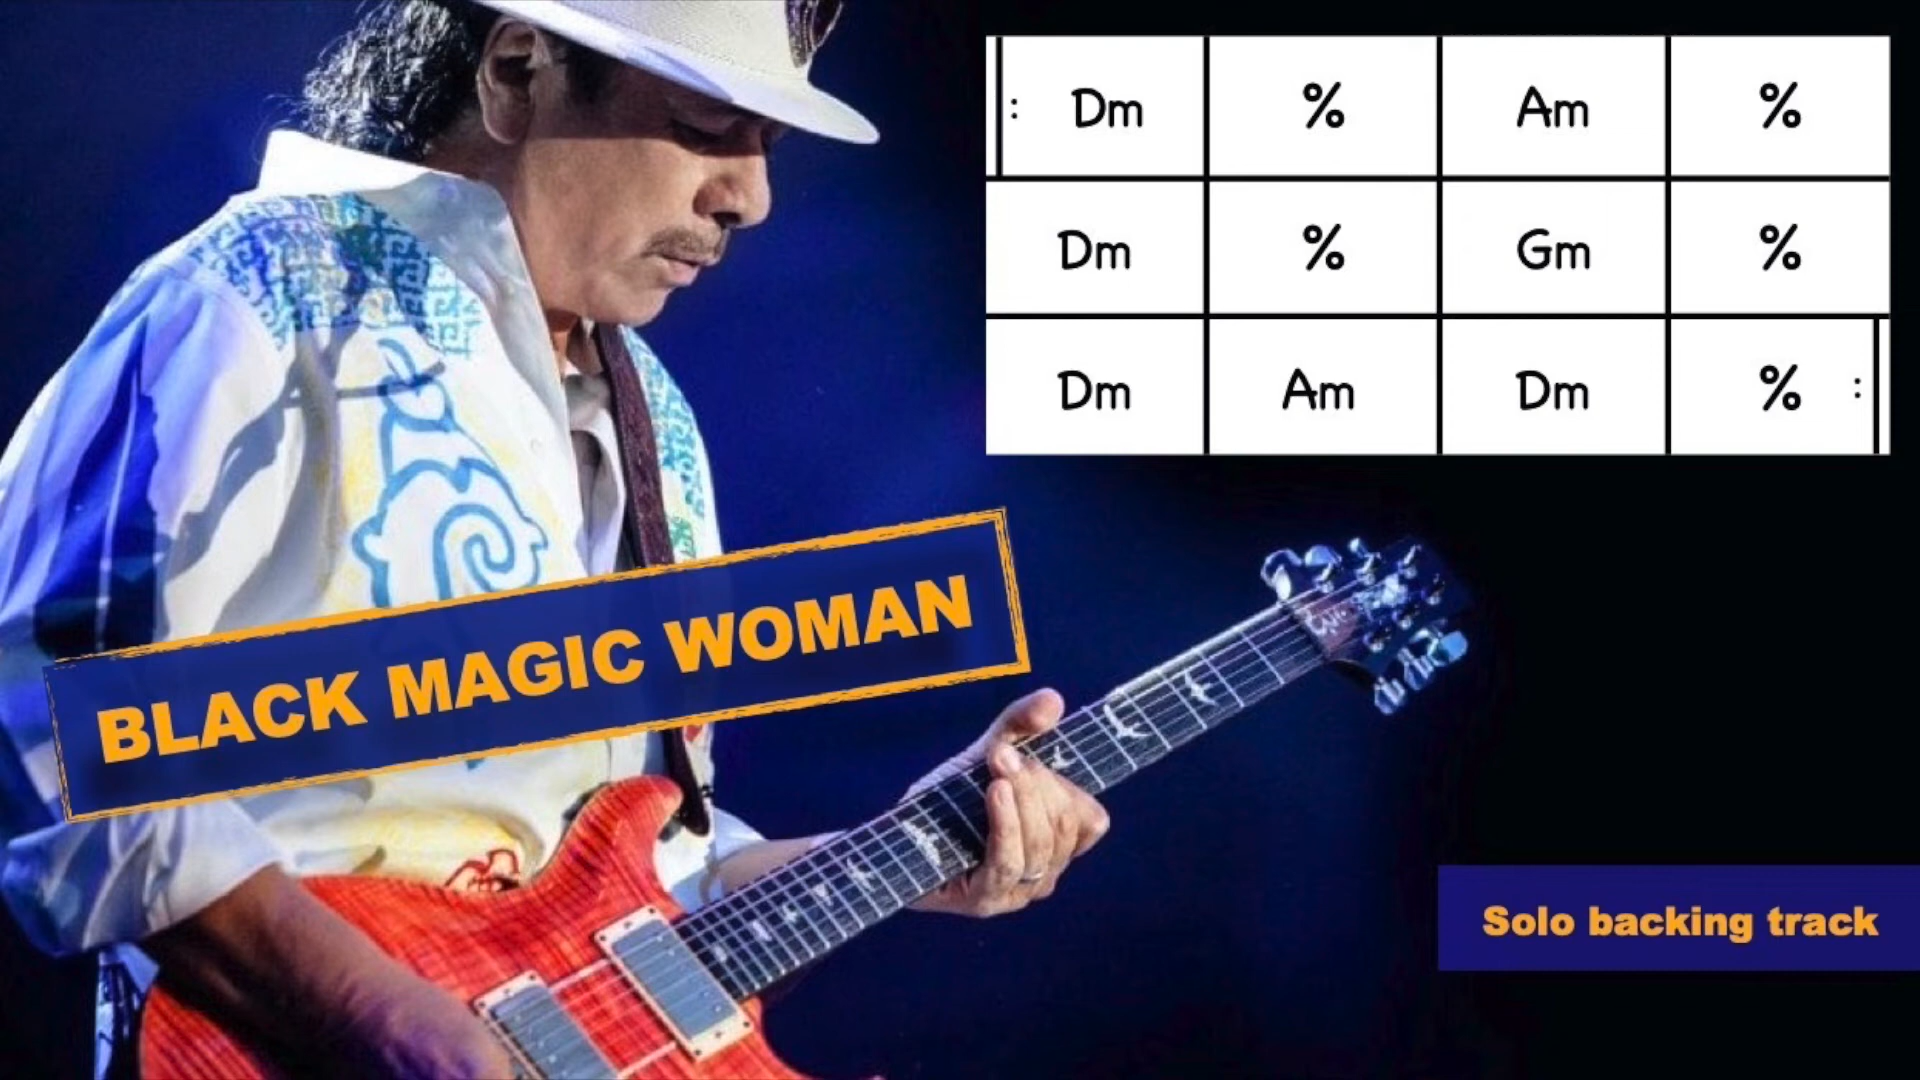 : Dm % Am %
Dm % Gm %
Dm Am Dm % :
BLACK MAGIC WOMAN
Solo backing track